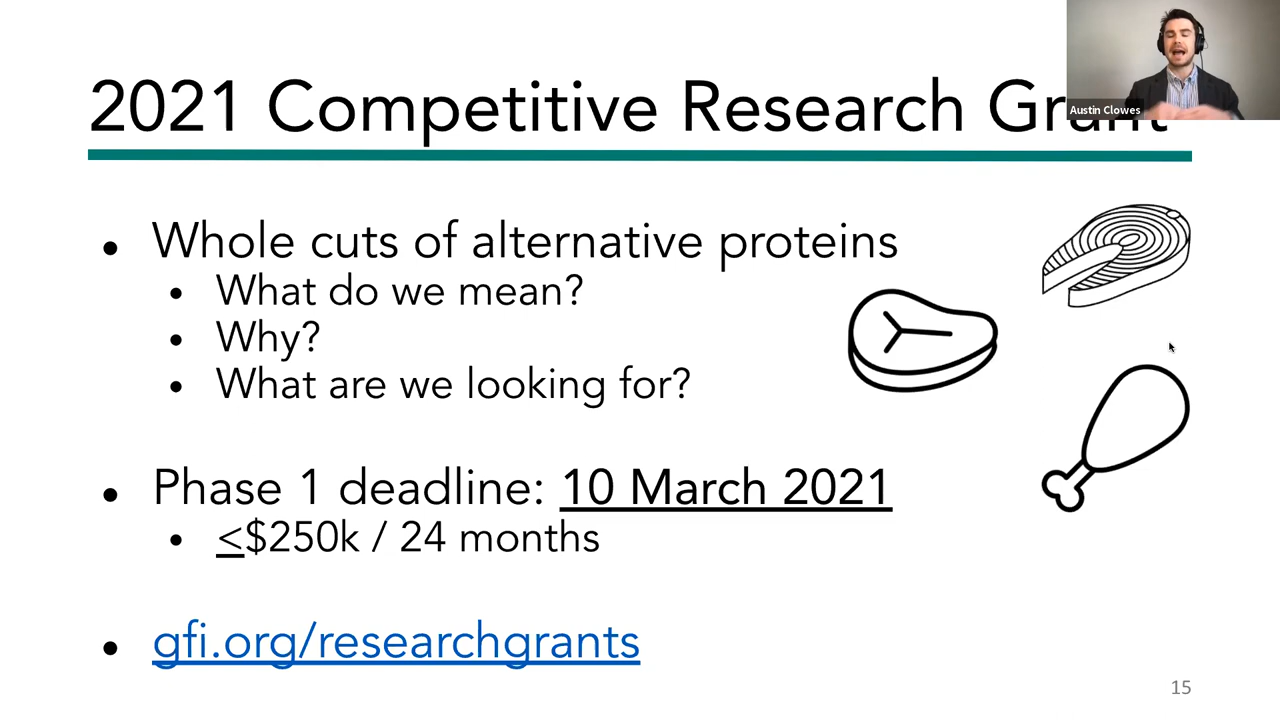 2021 Competitive Research Grant
Austin Clowes
Whole cuts of alternative proteins
What do we mean?
Why?
What are we looking for?
Phase 1 deadline: 10 March 2021
<$250k / 24 months
gfi.org/researchgrants
15